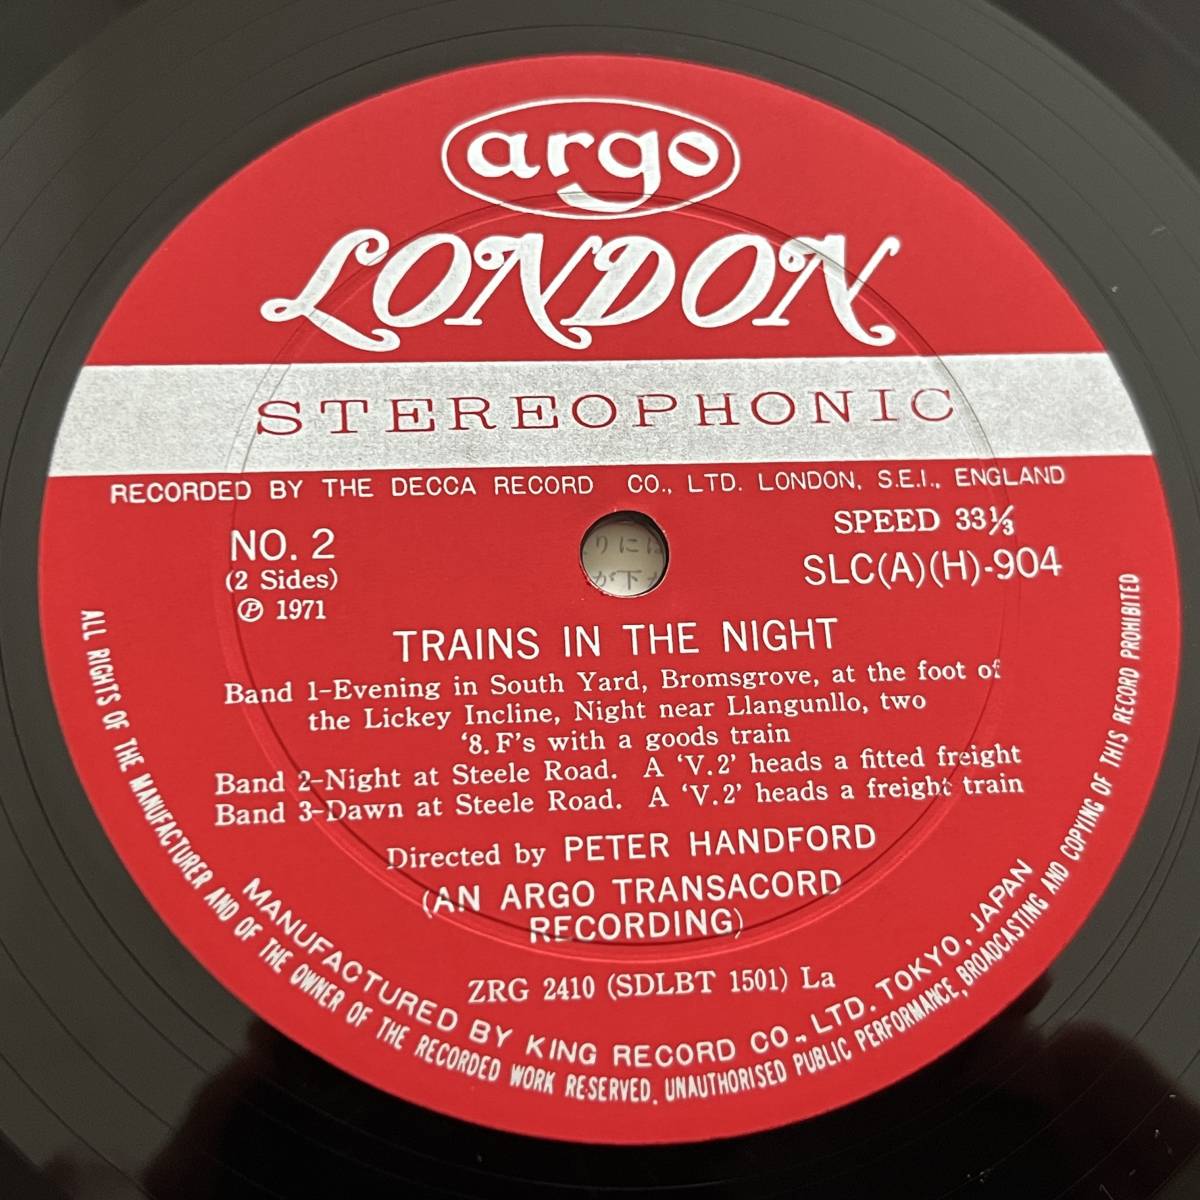 argo
LONDON
STEREOPHONIC
RECORDED BY THE DECCA RECORD CO., LTD. LONDON, S.E.I., ENGLAND
NO. 2
(2 Sides)
Ⓟ 1971
SPEED 33⅓
SLC(A)(H)-904
りには
が下
TRAINS IN THE NIGHT
Band 1-Evening in South Yard, Bromsgrove, at the foot of
the Lickey Incline, Night near Llangunllo, two
‘8. F's with a goods train
Band 2-Night at Steele Road. A ‘V.2’ heads a fitted freight
Band 3-Dawn at Steele Road. A ‘V.2’ heads a freight train
Directed by PETER HANDFORD
(AN ARGO TRANSACORD
RECORDING)
ZRG 2410 (SDLBT 1501) La
MANUFACTURED BY KING RECORD CO., LTD. TOKYO, JAPAN
ALL RIGHTS OF THE MANUFACTURER AND OF THE OWNER OF THE RECORDED WORK RESERVED. UNAUTHORISED PUBLIC PERFORMANCE, BROADCASTING AND COPYING OF THIS RECORD PROHIBITED